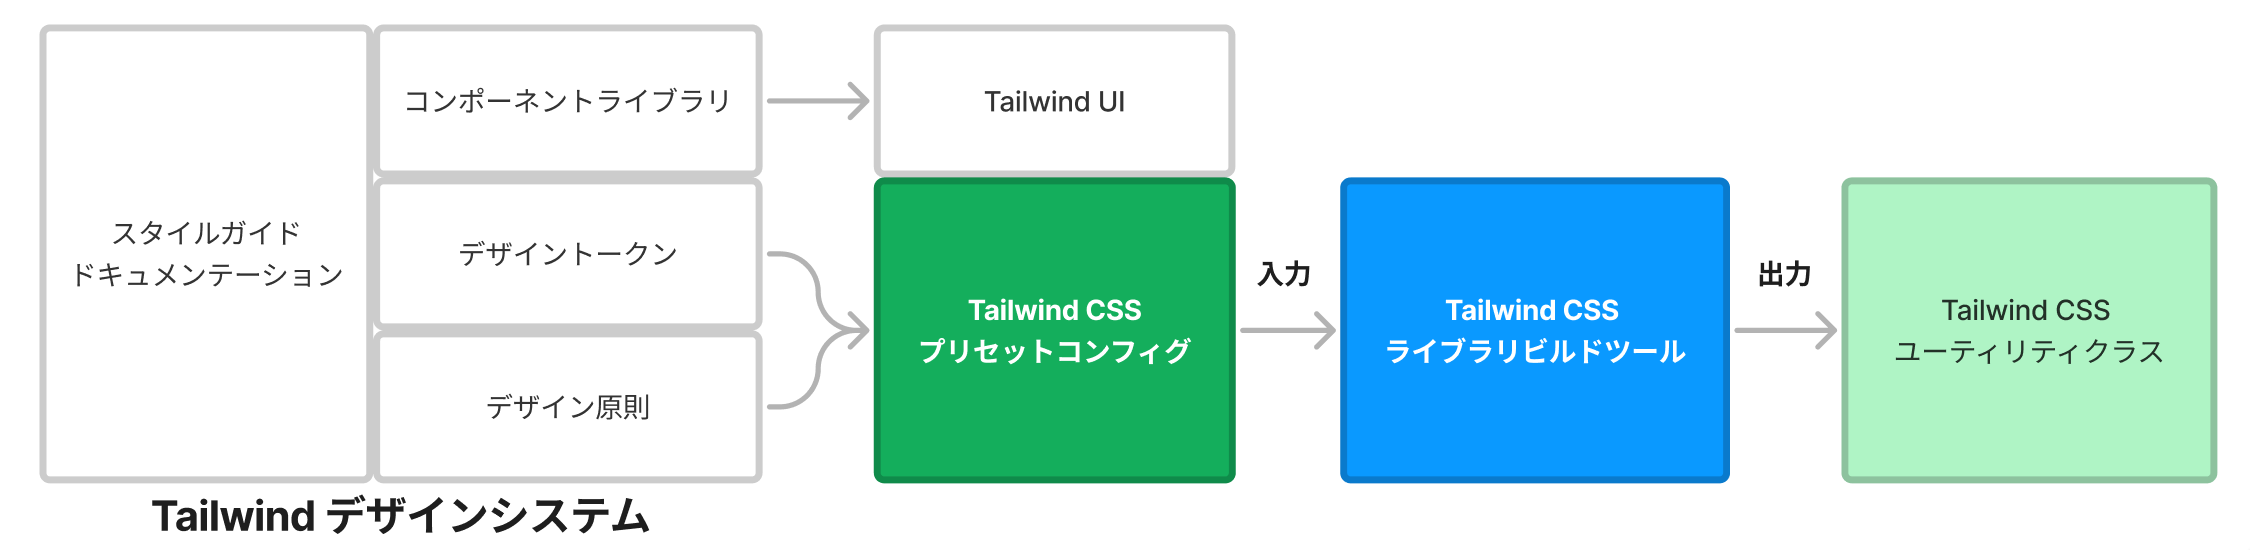 スタイルガイド
ドキュメンテーション
コンポーネントライブラリ
デザイントークン
デザイン原則
Tailwind デザインシステム
Tailwind UI
Tailwind CSS
プリセットコンフィグ
入力
Tailwind CSS
ライブラリビルドツール
出力
Tailwind CSS
ユーティリティクラス